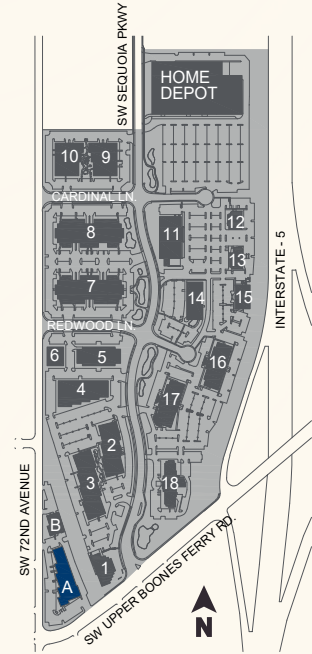 SW SEQUOIA PKWY
HOME
DEPOT
10
9
CARDINAL LN.
8
11
12
13
7
14
15
INTERSTATE - 5
REDWOOD LN.
6
5
16
4
17
2
3
18
SW 72ND AVENUE
B
1
A
SW UPPER BOONES FERRY RD.
N